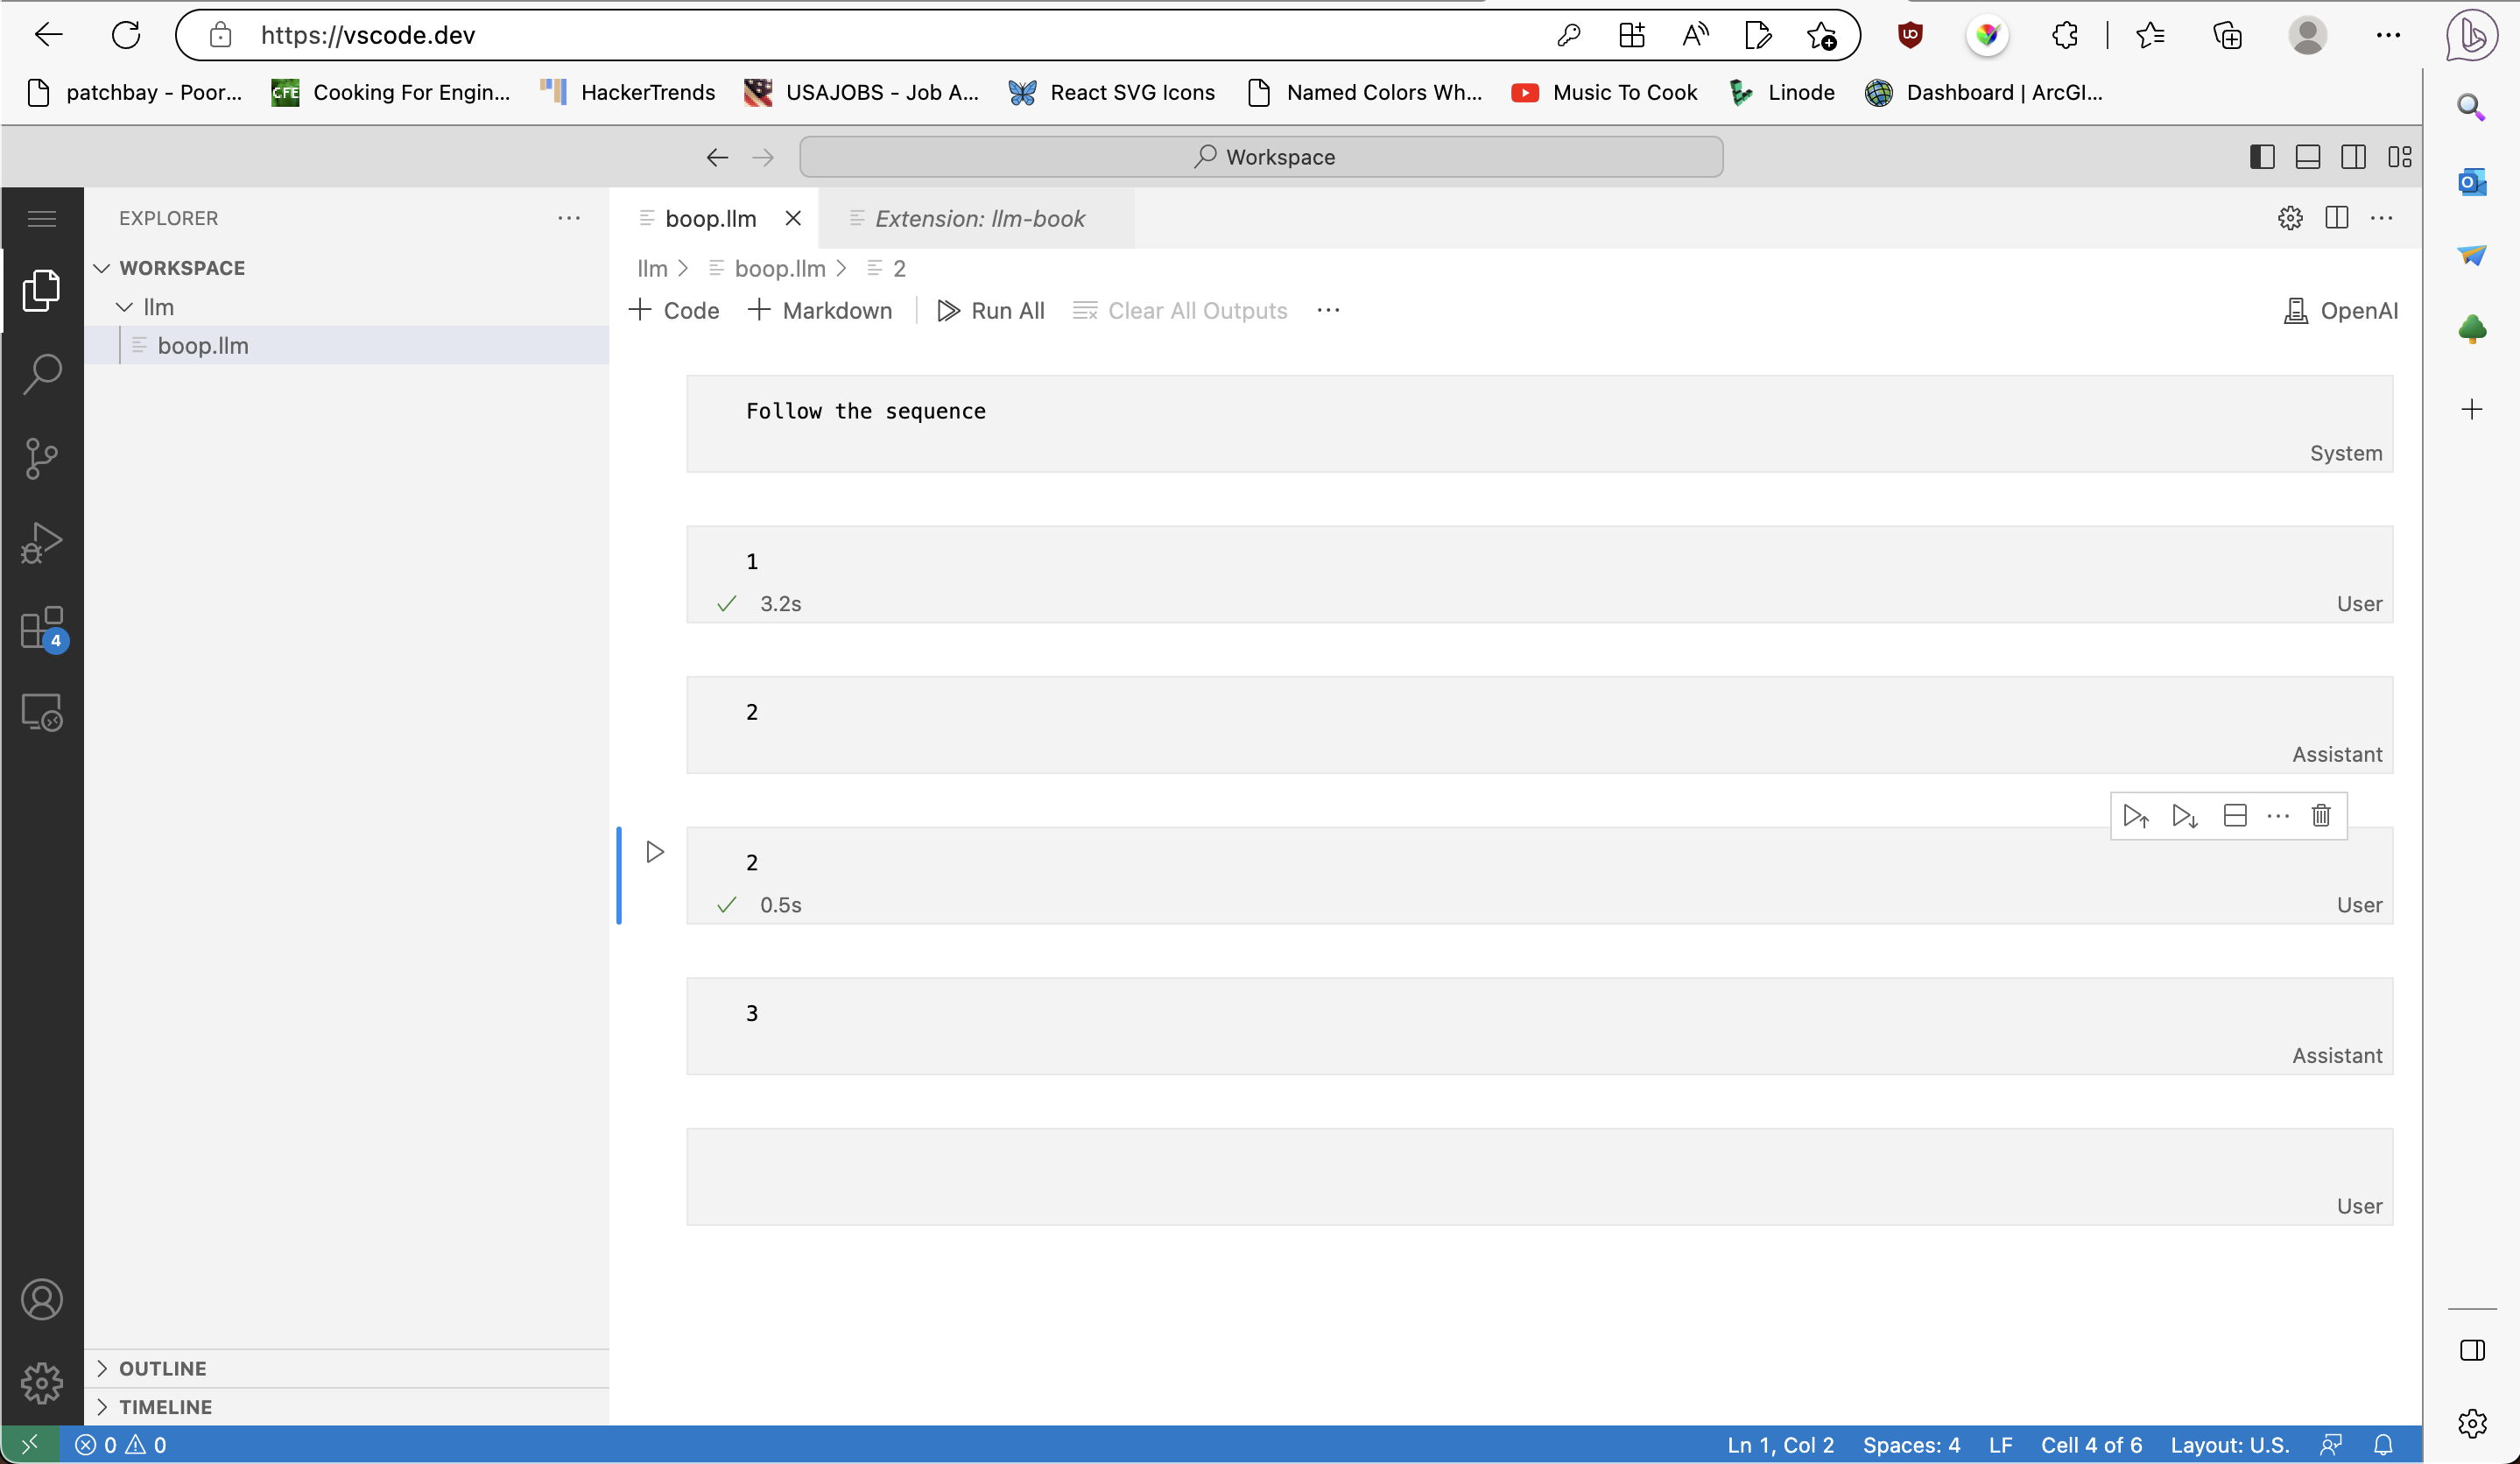 https://vscode.dev
patchbay - Poor...
CFE
Cooking For Engin...
HackerTrends
USAJOBS - Job A...
React SVG Icons
Named Colors Wh...
Music To Cook
Linode
Dashboard | ArcGI...
Workspace
EXPLORER
WORKSPACE
llm
boop.llm
4
OUTLINE
TIMELINE
boop.llm
Extension: llm-book
llm > boop.llm > 2
+ Code + Markdown Run All Clear All Outputs ...
OpenAI
Follow the sequence
System
1
3.2s
User
2
Assistant
2
0.5s
User
3
Assistant
User
0 0
Ln 1, Col 2 Spaces: 4 LF Cell 4 of 6 Layout: U.S.